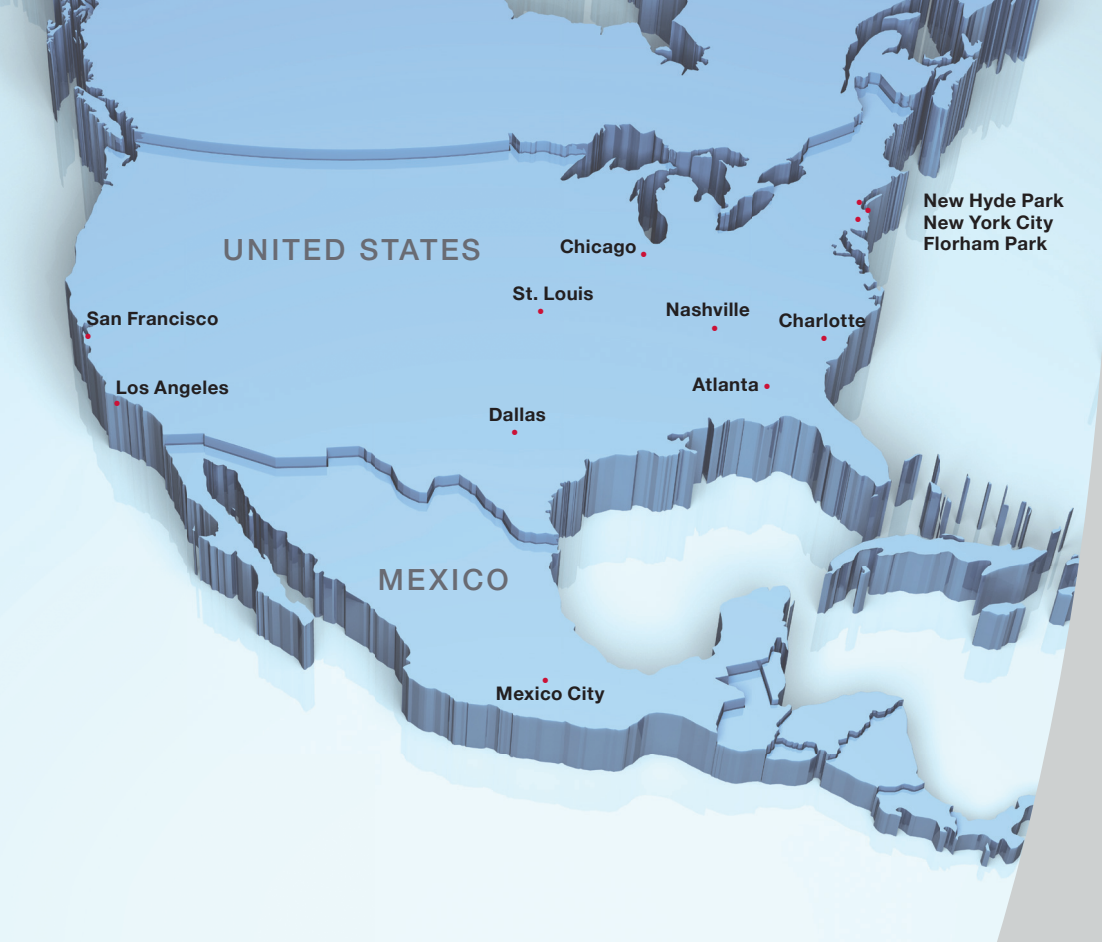 New Hyde Park
New York City
Florham Park
UNITED STATES
Chicago
St. Louis
Nashville
San Francisco
Charlotte
Los Angeles
Atlanta
Dallas
MEXICO
Mexico City